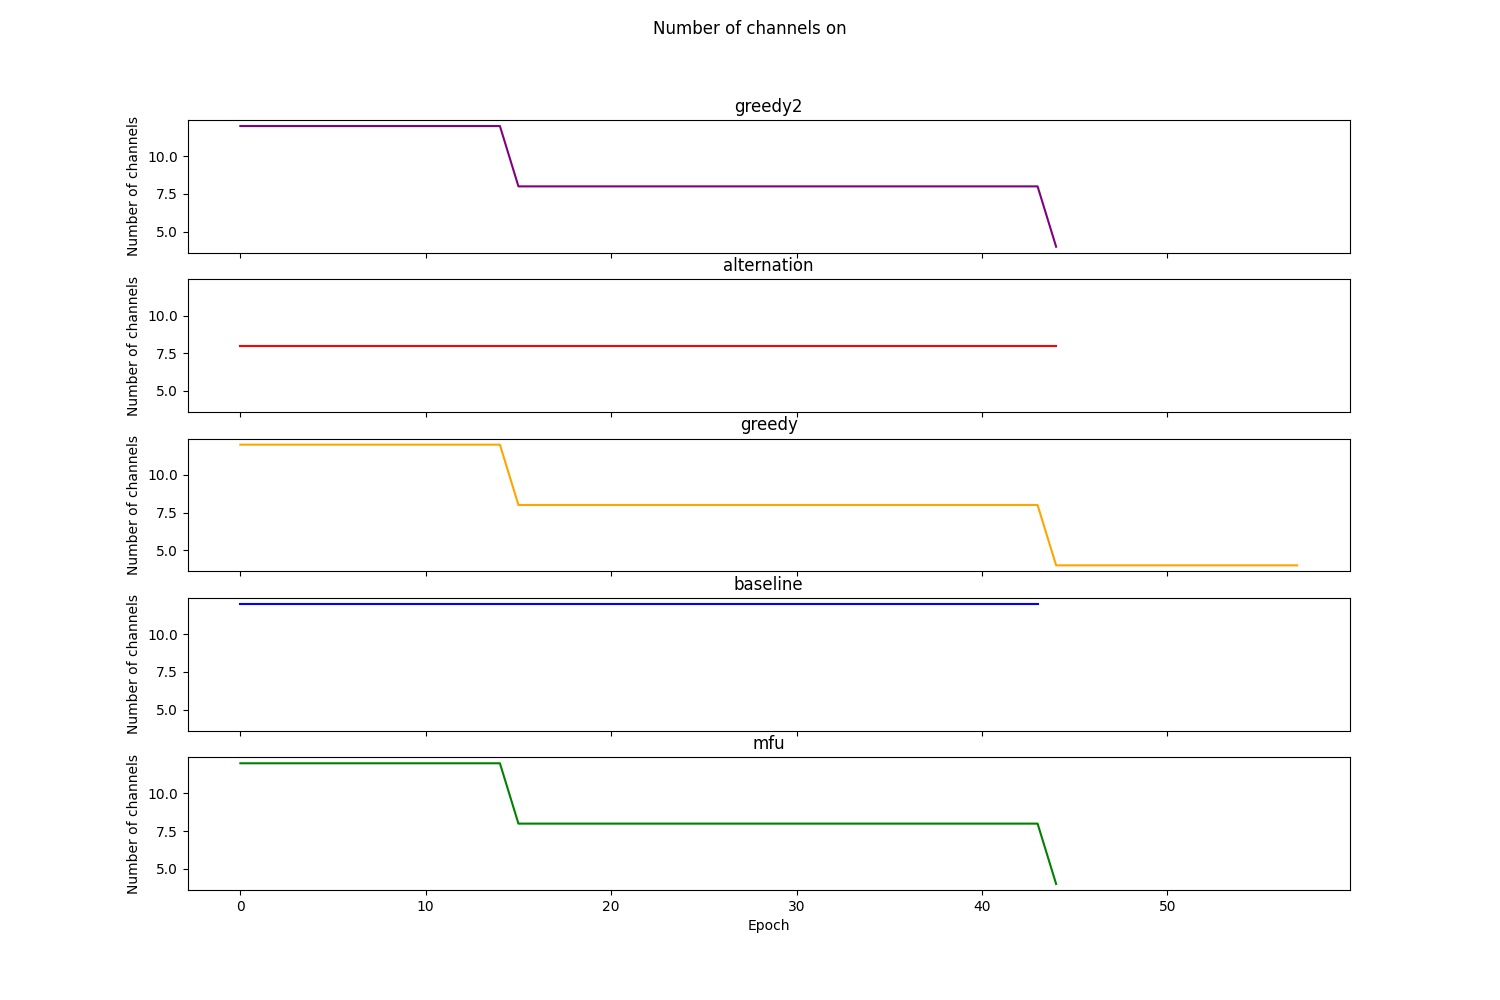 Number of channels on
greedy2
Number of channels
10.0
7.5
5.0
alternation
Number of channels
10.0
7.5
5.0
greedy
Number of channels
10.0
7.5
5.0
baseline
Number of channels
10.0
7.5
5.0
mfu
Number of channels
10.0
7.5
5.0
0 10 20 30 40 50
Epoch